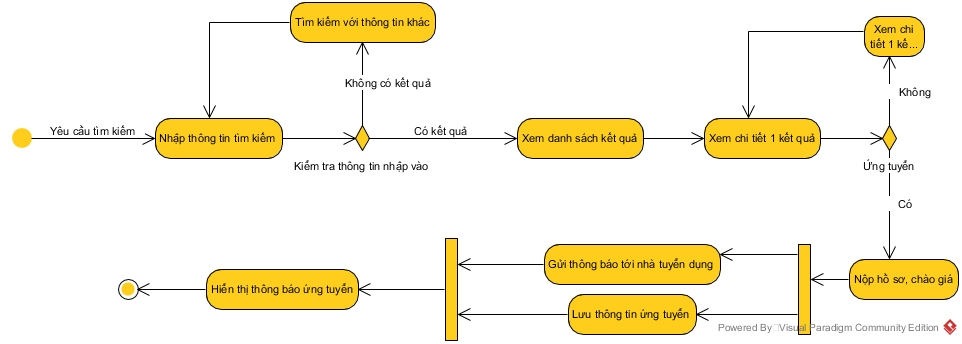 Tìm kiếm với thông tin khác
Xem chi
tiết 1 kế...
Không có kết quả
Không
Yêu cầu tìm kiếm
Nhập thông tin tìm kiếm
Có kết quả
Xem danh sách kết quả
Xem chi tiết 1 kết quả
Kiểm tra thông tin nhập vào
Ứng tuyển
Có
Gửi thông báo tới nhà tuyển dụng
Nộp hồ sơ, chào giá
Hiển thị thông báo ứng tuyển
Lưu thông tin ứng tuyển
Powered By Visual Paradigm Community Edition